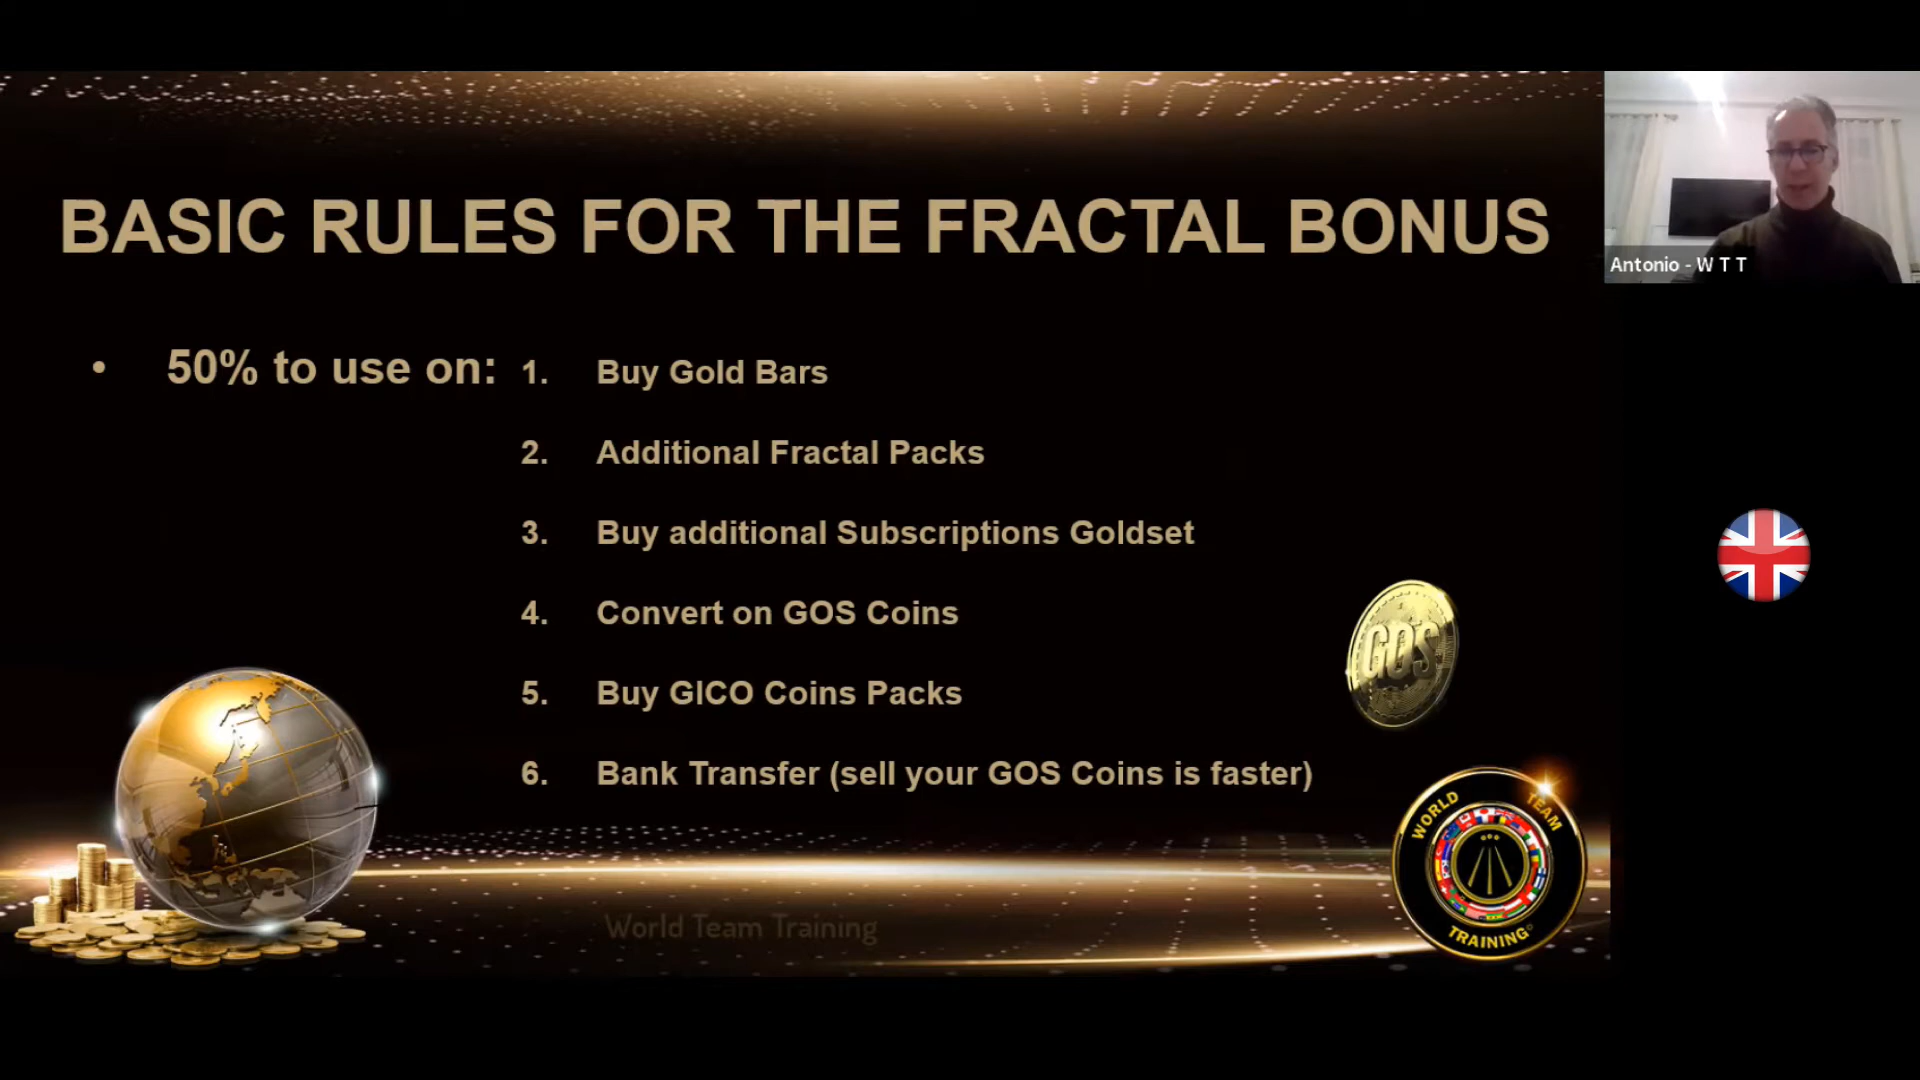 BASIC RULES FOR THE FRACTAL BONUS
Antonio - W T T
• 50% to use on:
1. Buy Gold Bars
2. Additional Fractal Packs
3. Buy additional Subscriptions Goldset
4. Convert on GOS Coins
5. Buy GICO Coins Packs
6. Bank Transfer (sell your GOS Coins is faster)
GOS
WORLD TEAM
TRAINING
World Team Training